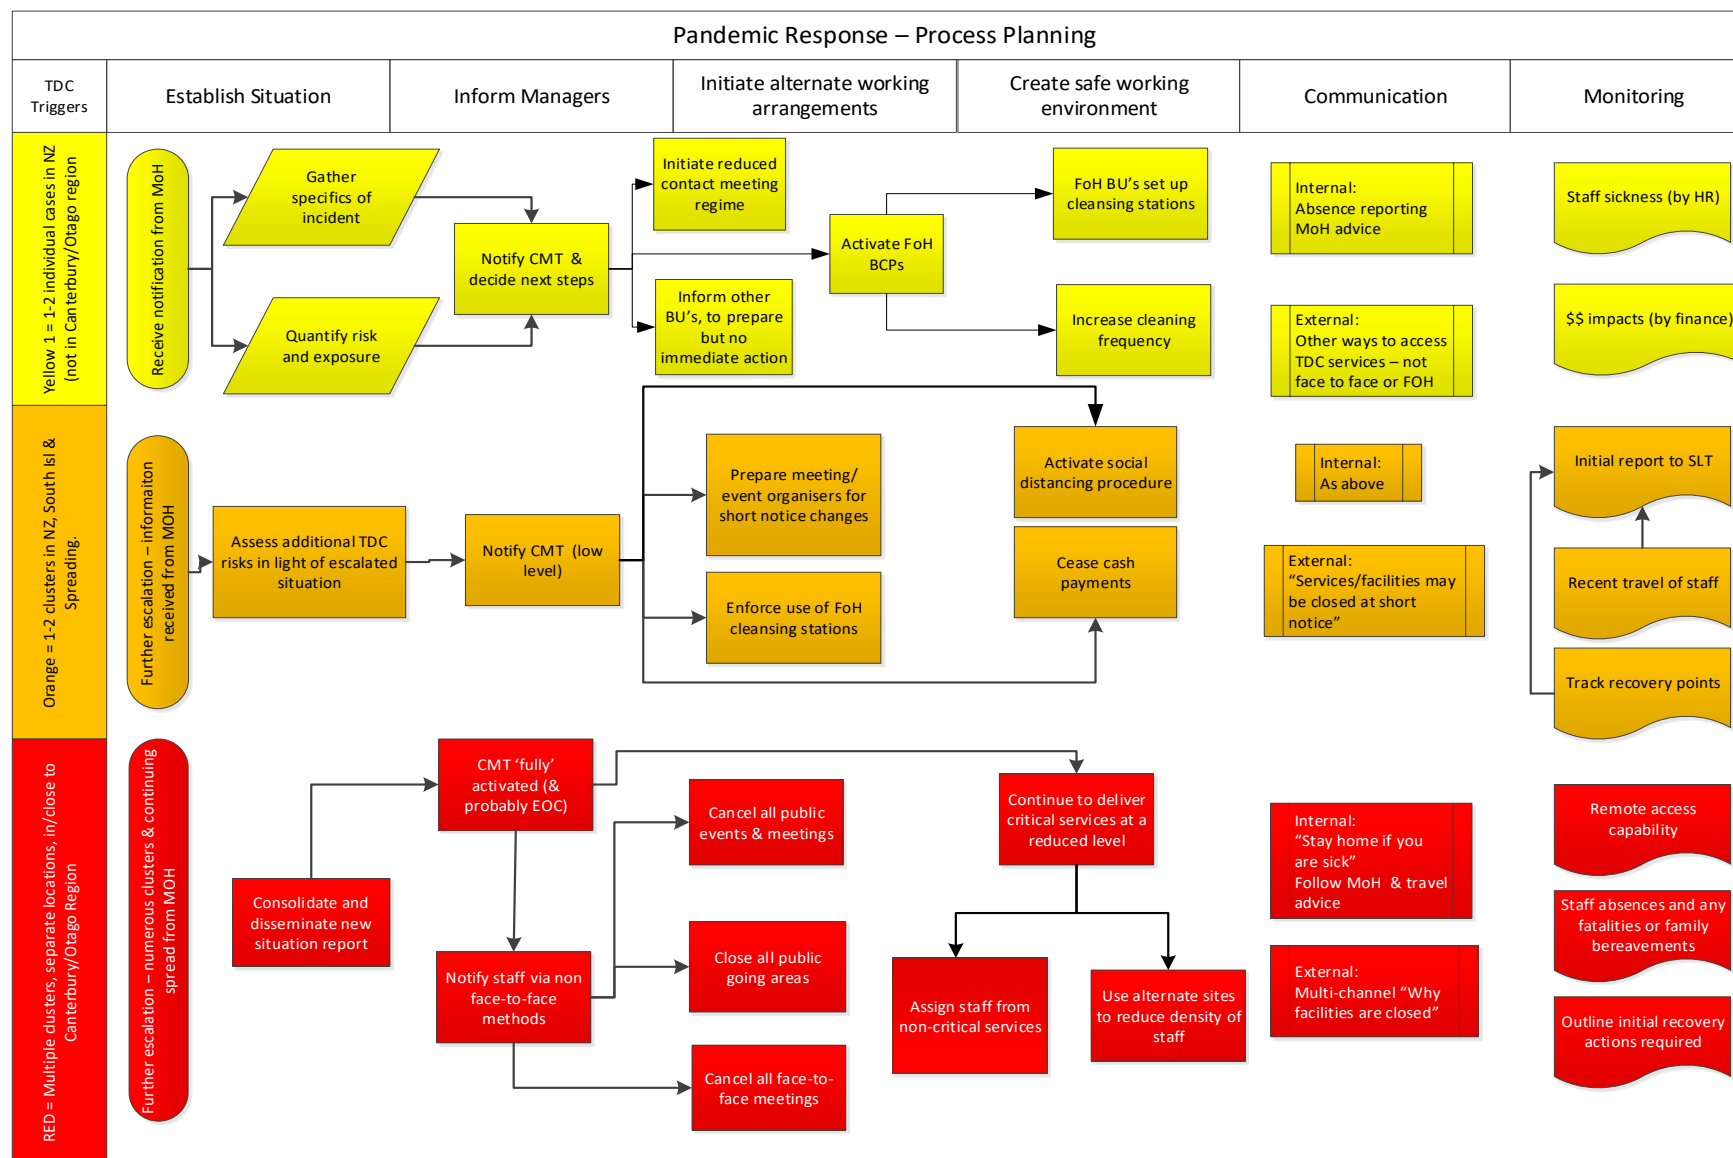 Pandemic Response – Process Planning
TDC
Triggers
Establish Situation
Inform Managers
Initiate alternate working
arrangements
Create safe working
environment
Communication
Monitoring
Yellow 1 = 1-2 individual cases in NZ
(not in Canterbury/Otago region
Receive notification from MoH
Gather
specifics of
incident
Quantify risk
and exposure
Notify CMT & 
decide next steps
Initiate reduced
contact meeting
regime
Inform other
BU's, to prepare
but no
immediate action
Activate FoH
BCPs
FoH BU's set up
cleansing stations
Increase cleaning
frequency
Internal:
Absence reporting
MoH advice
External:
Other ways to access
TDC services – not
face to face or FOH
Staff sickness (by HR)
$$ impacts (by finance)
Orange = 1-2 clusters in NZ, South Isl &
Spreading.
Further escalation – informaiton
received from MOH
Assess additional TDC
risks in light of escalated
situation
Notify CMT (low
level)
Prepare meeting/
event organisers for
short notice changes
Enforce use of FoH
cleansing stations
Activate social
distancing procedure
Cease cash
payments
Internal:
As above
External:
“Services/facilities may
be closed at short
notice”
Initial report to SLT
Recent travel of staff
Track recovery points
RED = Multiple clusters, separate locations, in/close to
Canterbury/Otago Region
Further escalation – numerous clusters & continuing
spread from MOH
Consolidate and
disseminate new
situation report
CMT ‘fully’
activated (&
probably EOC)
Notify staff via non
face-to-face
methods
Cancel all public
events & meetings
Close all public
going areas
Cancel all face-to-
face meetings
Continue to deliver
critical services at a
reduced level
Assign staff from
non-critical services
Use alternate sites
to reduce density of
staff
Internal:
“Stay home if you
are sick”
Follow MoH & travel
advice
External:
Multi-channel “Why
facilities are closed”
Remote access
capability
Staff absences and any
fatalities or family
bereavements
Outline initial recovery
actions required